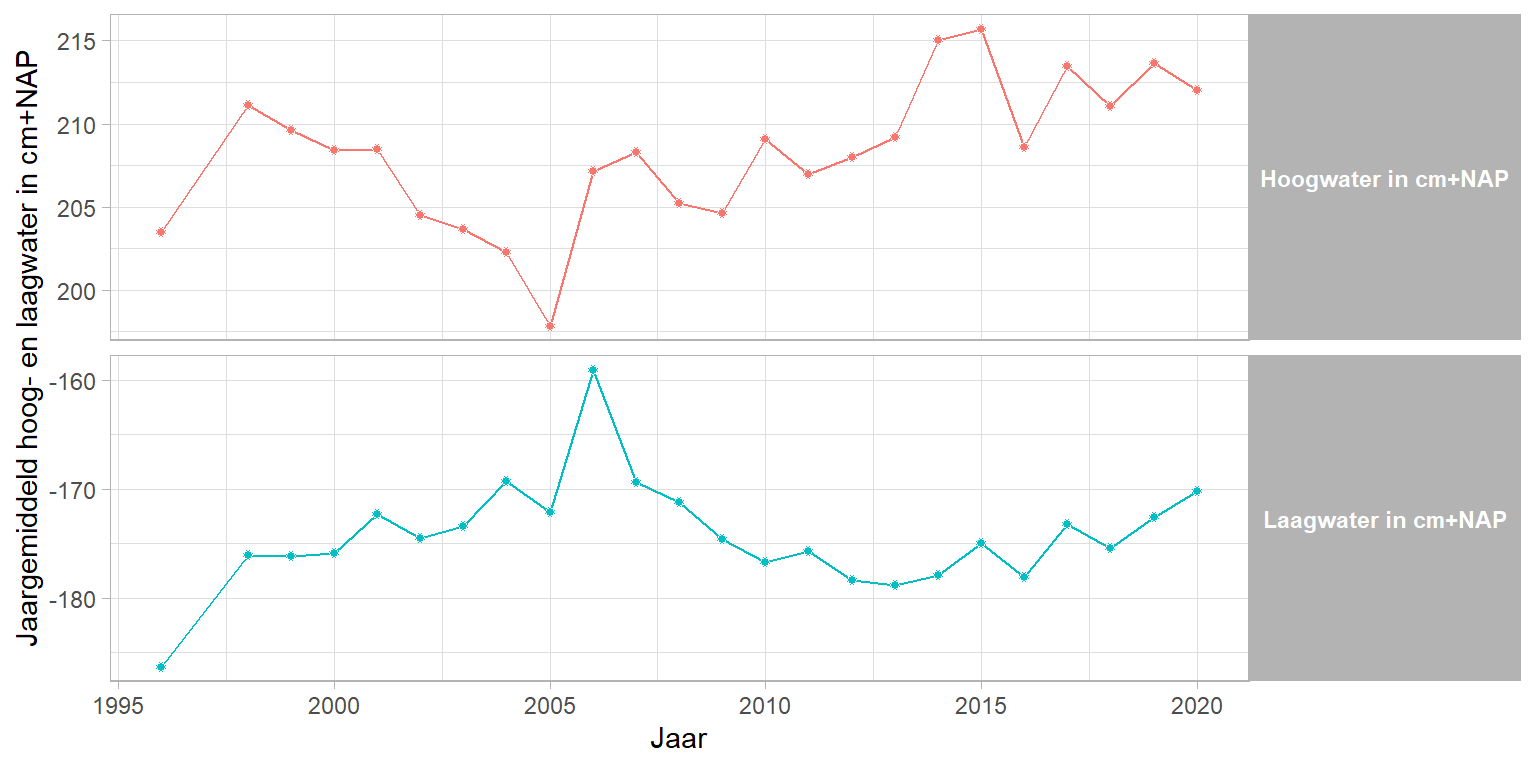 Jaargemiddeld hoog- en laagwater in cm+NAP
215
210
205
200
Hoogwater in cm+NAP
-160
-170
-180
Laagwater in cm+NAP
1995 2000 2005 2010 2015 2020
Jaar